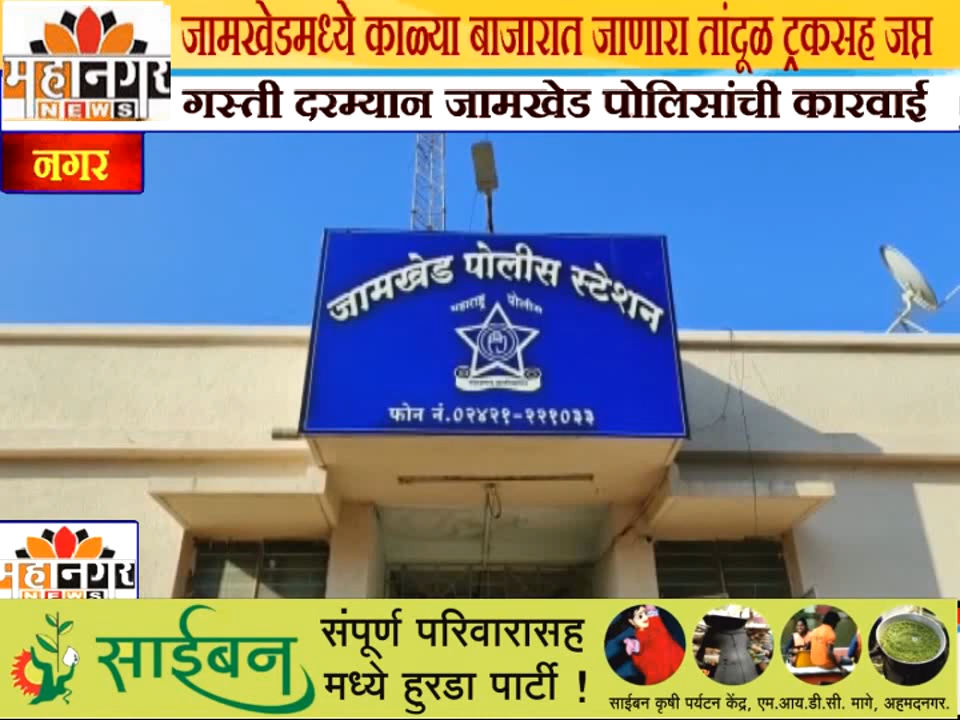 जामखेडमध्ये काळ्या बाजारात जाणारा तांदूळ ट्रकसह जप्त
महानगर
NEWS
गस्ती दरम्यान जामखेड पोलिसांची कारवाई
नगर
जामखेड पोलीस स्टेशन
महाराष्ट्र पोलीस
फोन नं.०२४२१-२२१०३३
महानगर
NEWS
साईबन
संपूर्ण परिवारासह
मध्ये हुरडा पार्टी !
साईबन कृषी पर्यटन केंद्र, एम.आय.डी.सी. मागे, अहमदनगर.